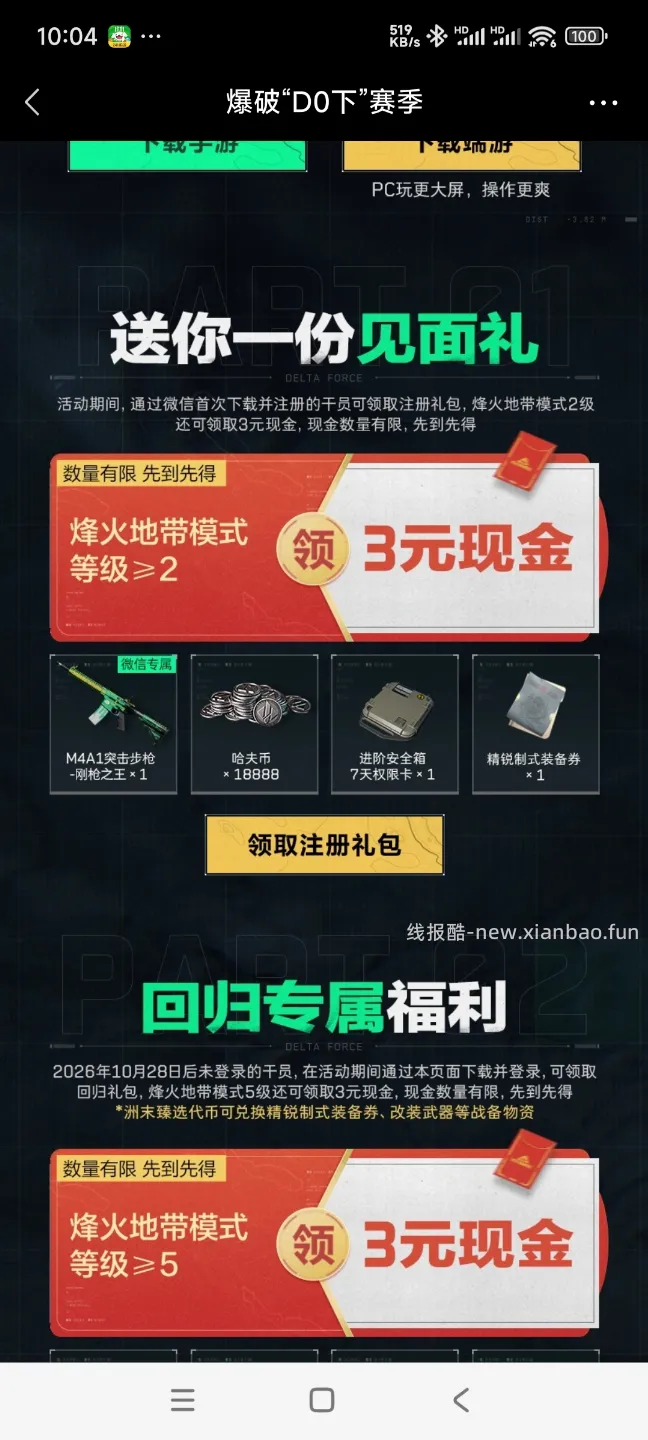 10:04
519
KB/s
HD
HD
100
爆破“D0下”赛季
下载手游
下载端游
PC玩更大屏，操作更爽
PART 01
送你一份见面礼
DELTA FORCE
活动期间，通过微信首次下载并注册的干员可领取注册礼包，烽火地带模式2级
还可领取3元现金，现金数量有限，先到先得
数量有限 先到先得
烽火地带模式
等级≥2
领
3元现金
微信专属
M4A1突击步枪
-刚枪之王×1
哈夫币
×18888
进阶安全箱
7天权限卡×1
精锐制式装备券
×1
领取注册礼包
线报酷-new.xianbao.fun
PART 02
回归专属福利
DELTA FORCE
2026年10月28日后未登录的干员，在活动期间通过本页面下载并登录，可领取
回归礼包，烽火地带模式5级还可领取3元现金，现金数量有限，先到先得
*洲末臻选代币可兑换精锐制式装备券、改装武器等战备物资
数量有限 先到先得
烽火地带模式
等级≥5
领
3元现金